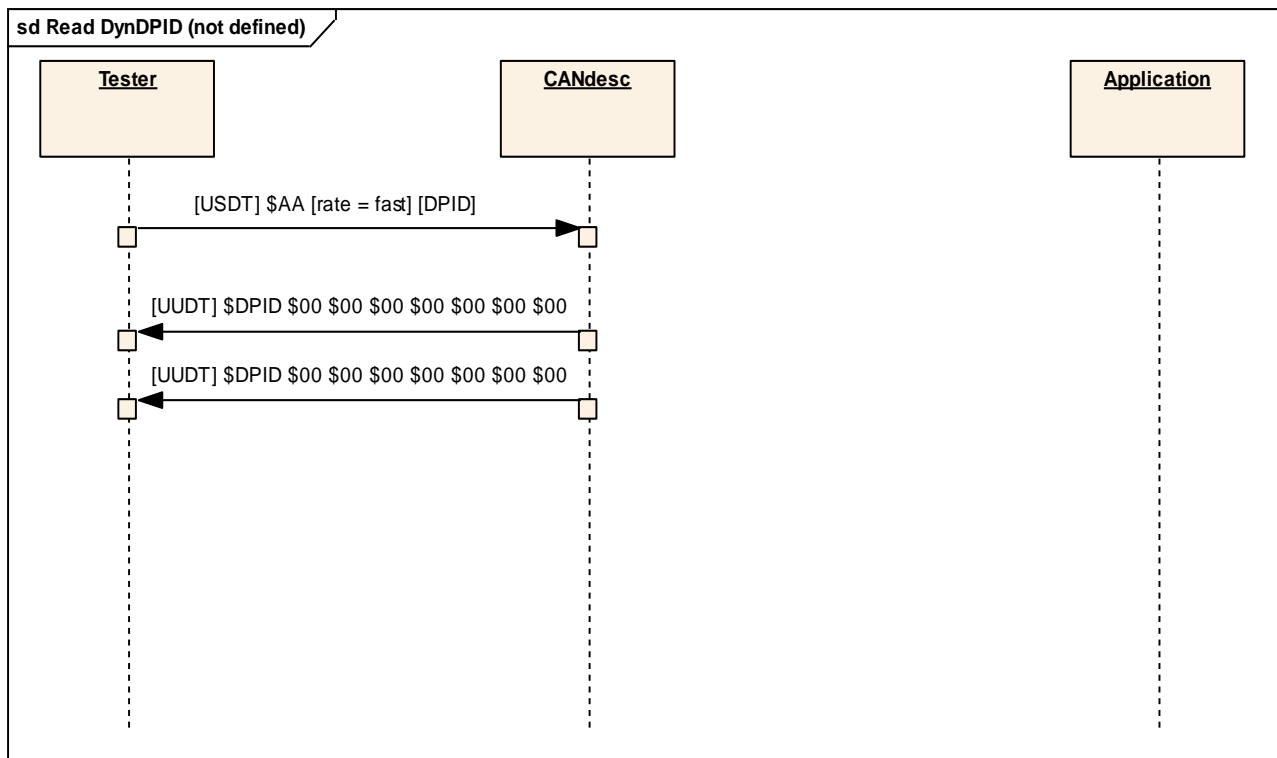 sd Read DynDPID (not defined)
Tester
CANdesc
Application
[USDT] $AA [rate = fast] [DPID]
[UUDT] $DPID $00 $00 $00 $00 $00 $00 $00
[UUDT] $DPID $00 $00 $00 $00 $00 $00 $00